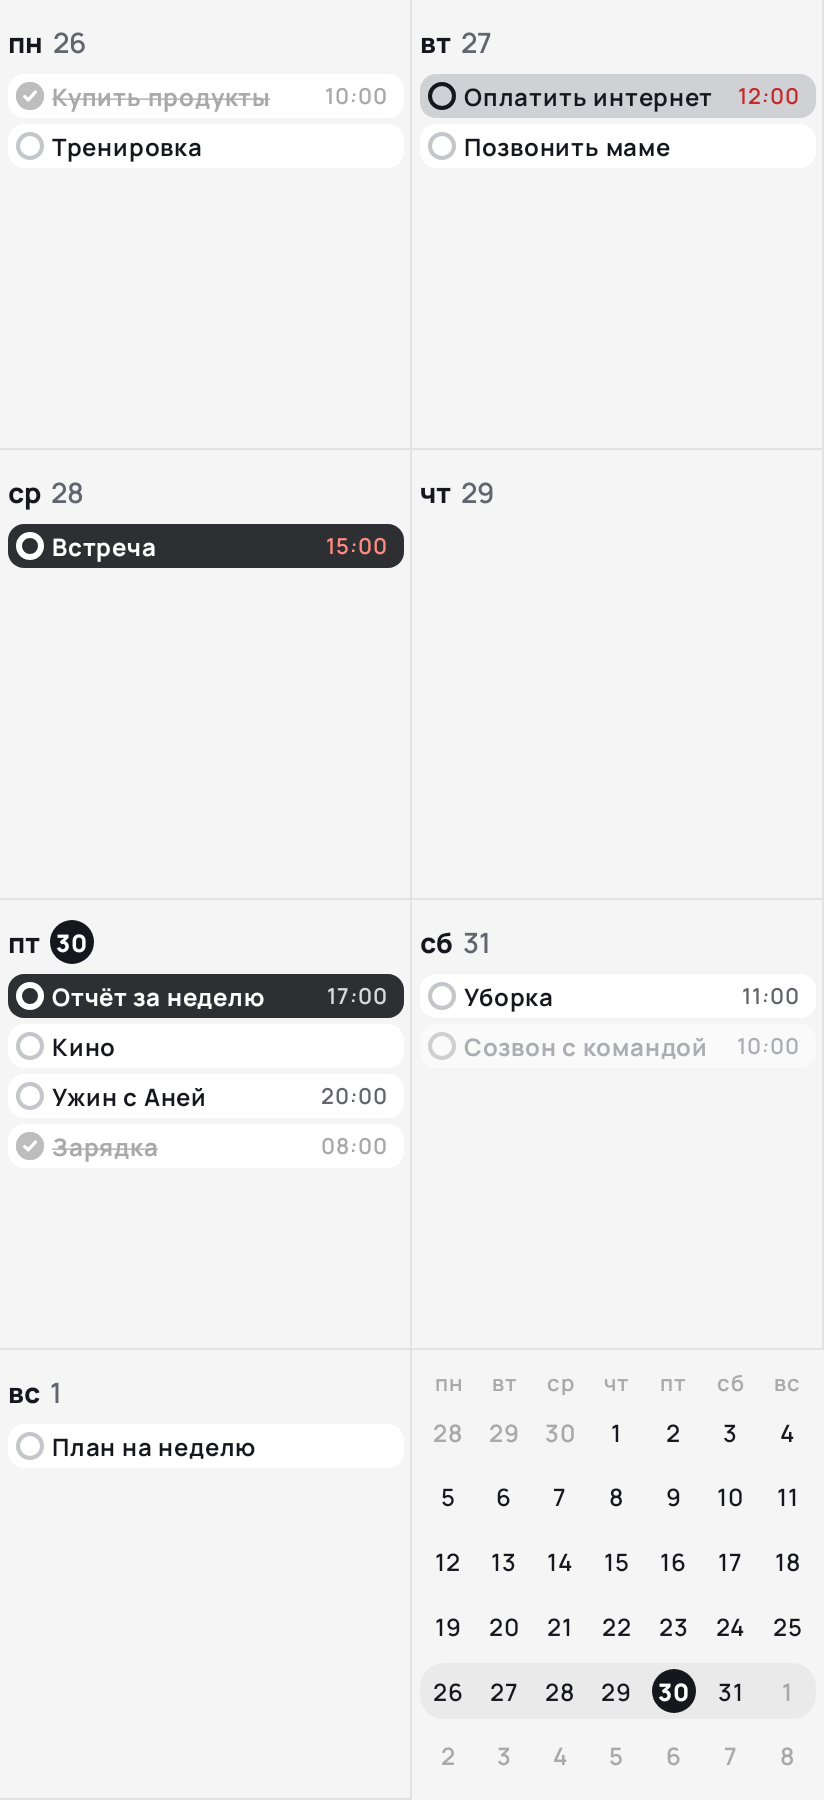 пн 26
Купить продукты 10:00
Тренировка
вт 27
Оплатить интернет 12:00
Позвонить маме
ср 28
Встреча 15:00
чт 29
пт 30
Отчёт за неделю 17:00
Кино
Ужин с Аней 20:00
Зарядка 08:00
сб 31
Уборка 11:00
Созвон с командой 10:00
вс 1
План на неделю
пн вт ср чт пт сб вс
28 29 30 1 2 3 4
5 6 7 8 9 10 11
12 13 14 15 16 17 18
19 20 21 22 23 24 25
26 27 28 29 30 31 1
2 3 4 5 6 7 8